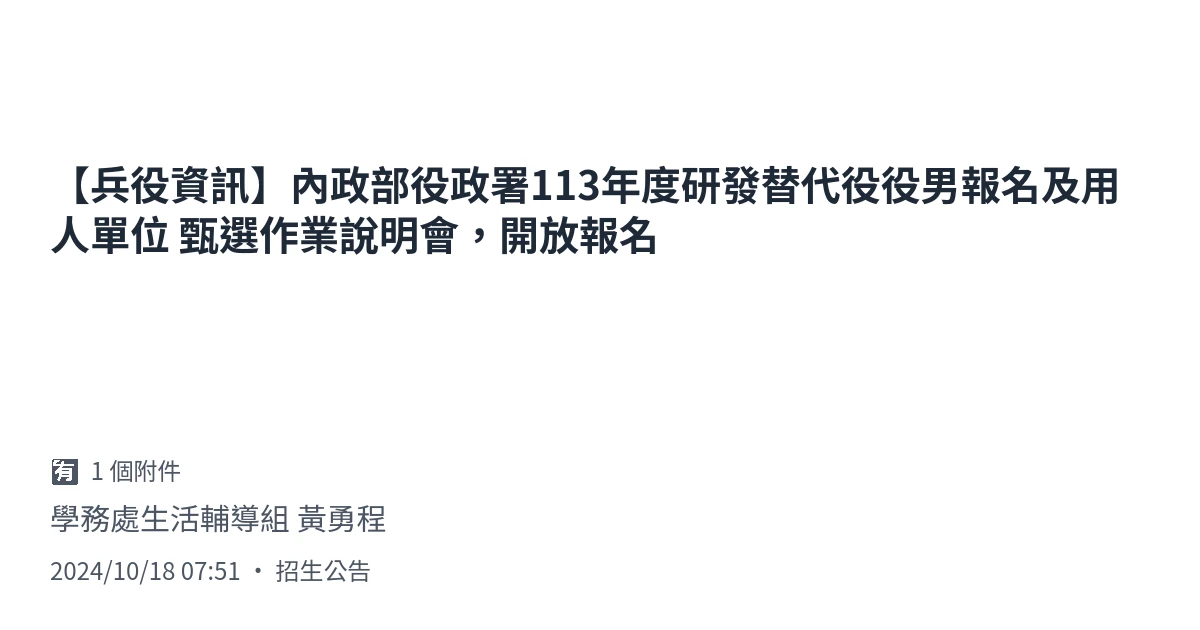 【兵役資訊】內政部役政署113年度研發替代役役男報名及用
人單位 甄選作業說明會，開放報名
有 1 個附件
學務處生活輔導組 黃勇程
2024/10/18 07:51 · 招生公告